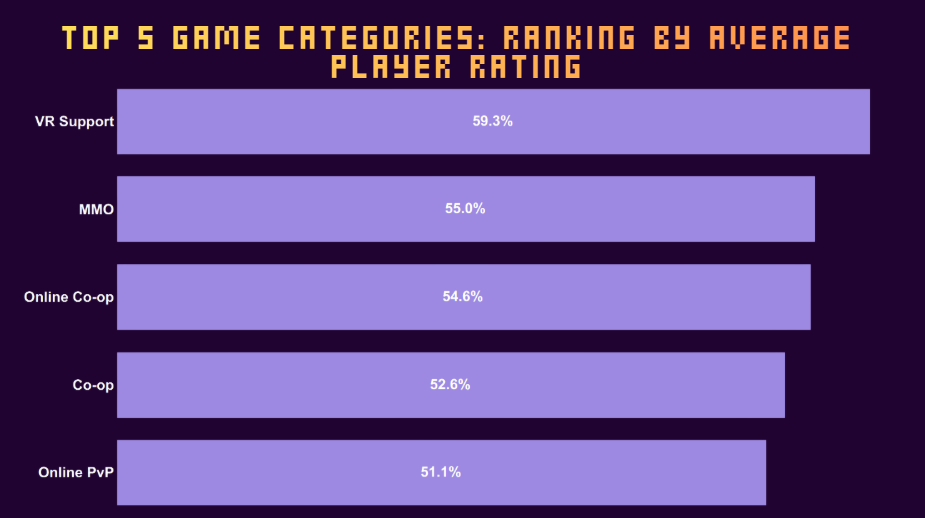 TOP 5 GAME CATEGORIES: RANKING BY AVERAGE
PLAYER RATING
VR Support 59.3%
MMO 55.0%
Online Co-op 54.6%
Co-op 52.6%
Online PvP 51.1%